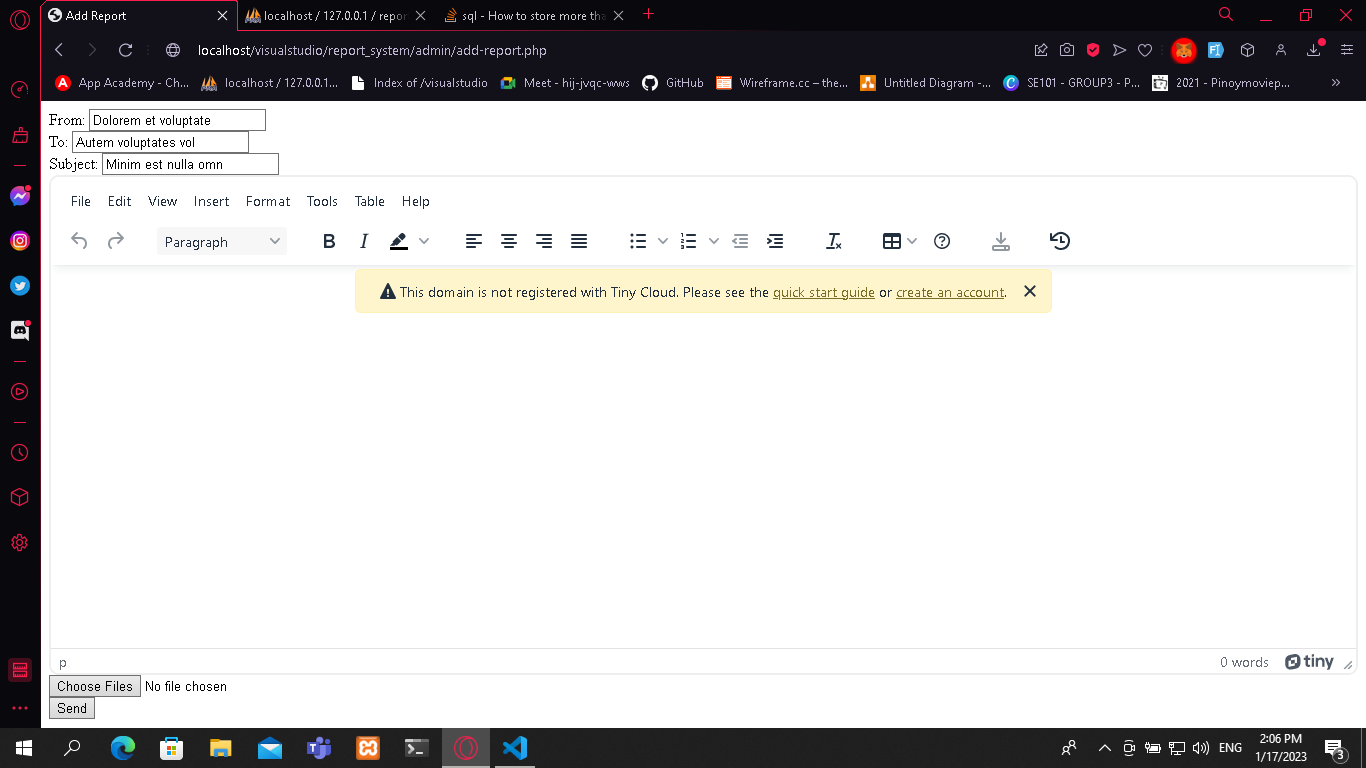 Add Report
localhost / 127.0.0.1 / repor
sql - How to store more tha
localhost/visualstudio/report_system/admin/add-report.php
App Academy - Ch...
localhost / 127.0.0.1...
Index of /visualstudio
Meet - hij-jvqc-wws
GitHub
Wireframe.cc – the...
Untitled Diagram -...
SE101 - GROUP3 - P...
2021 - Pinoymoviep...
From: Dolorem et voluptate
To: Autem voluptates vol
Subject: Minim est nulla omn
File Edit View Insert Format Tools Table Help
Paragraph B I
This domain is not registered with Tiny Cloud. Please see the quick start guide or create an account.
p
0 words
tiny
Choose Files No file chosen
Send
ENG
2:06 PM
1/17/2023
3